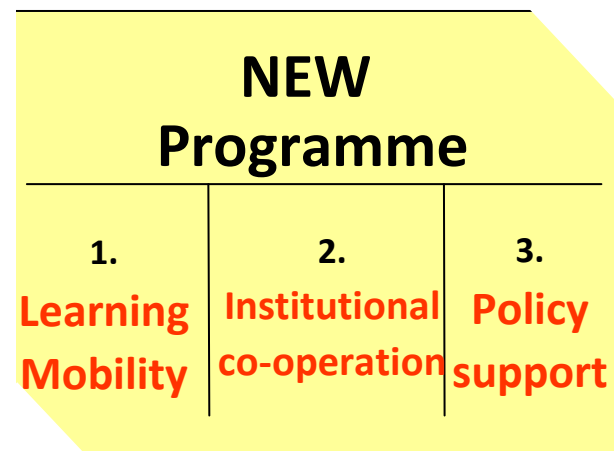 NEW
Programme
1.
Learning
Mobility
2.
Institutional
co-operation
3.
Policy
support